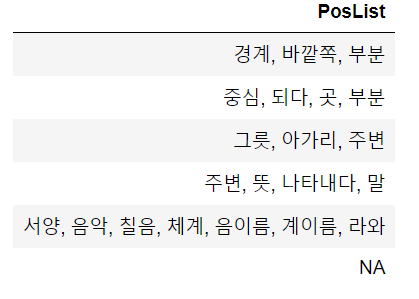 PosList
경계, 바깥쪽, 부분
중심, 되다, 곳, 부분
그릇, 아가리, 주변
주변, 뜻, 나타내다, 말
서양, 음악, 칠음, 체계, 음이름, 계이름, 라와
NA